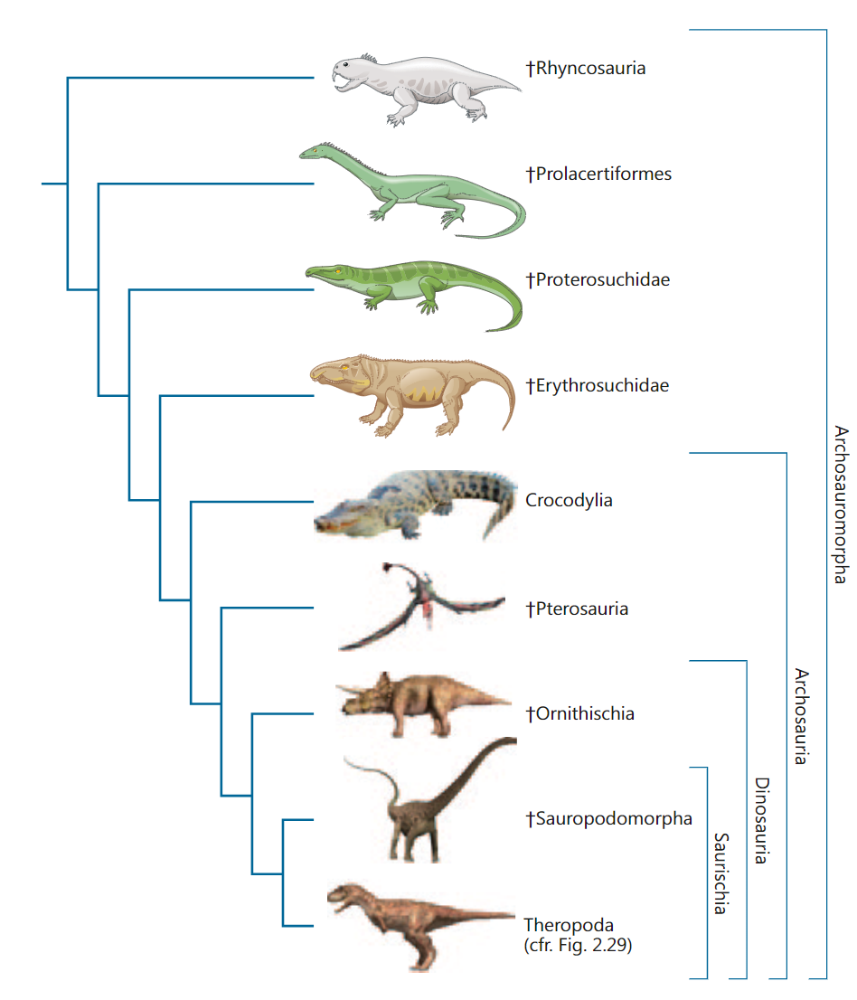 †Rhyncosauria
†Prolacertiformes
†Proterosuchidae
†Erythrosuchidae
Crocodylia
†Pterosauria
†Ornithischia
†Sauropodomorpha
Theropoda
(cfr. Fig. 2.29)
Saurischia
Dinosauria
Archosauria
Archosauromorpha